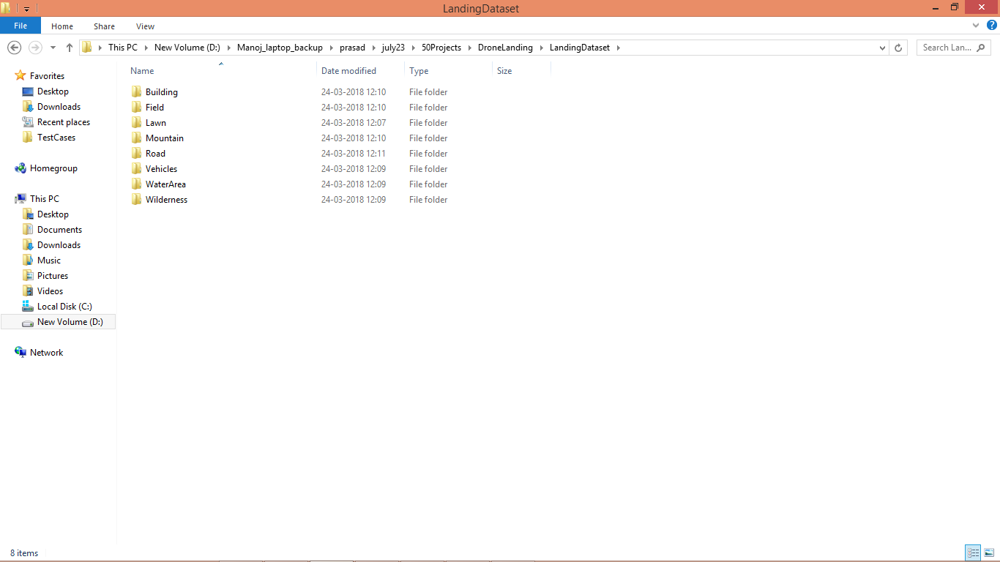 LandingDataset
File Home Share View
This PC New Volume (D:) Manoj_laptop_backup prasad july23 50Projects DroneLanding LandingDataset Search Lan...
Favorites
Desktop
Downloads
Recent places
TestCases
Homegroup
This PC
Desktop
Documents
Downloads
Music
Pictures
Videos
Local Disk (C:)
New Volume (D:)
Network
Name Date modified Type Size
Building 24-03-2018 12:10 File folder
Field 24-03-2018 12:10 File folder
Lawn 24-03-2018 12:07 File folder
Mountain 24-03-2018 12:10 File folder
Road 24-03-2018 12:11 File folder
Vehicles 24-03-2018 12:09 File folder
WaterArea 24-03-2018 12:09 File folder
Wilderness 24-03-2018 12:09 File folder
8 items